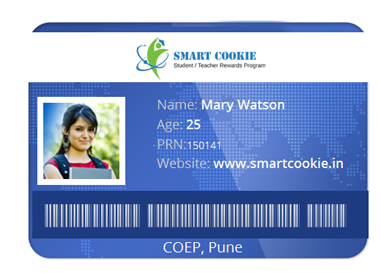 SMART COOKIE
Student / Teacher Rewards Program
Name: Mary Watson
Age: 25
PRN:150141
Website: www.smartcookie.in
COEP, Pune